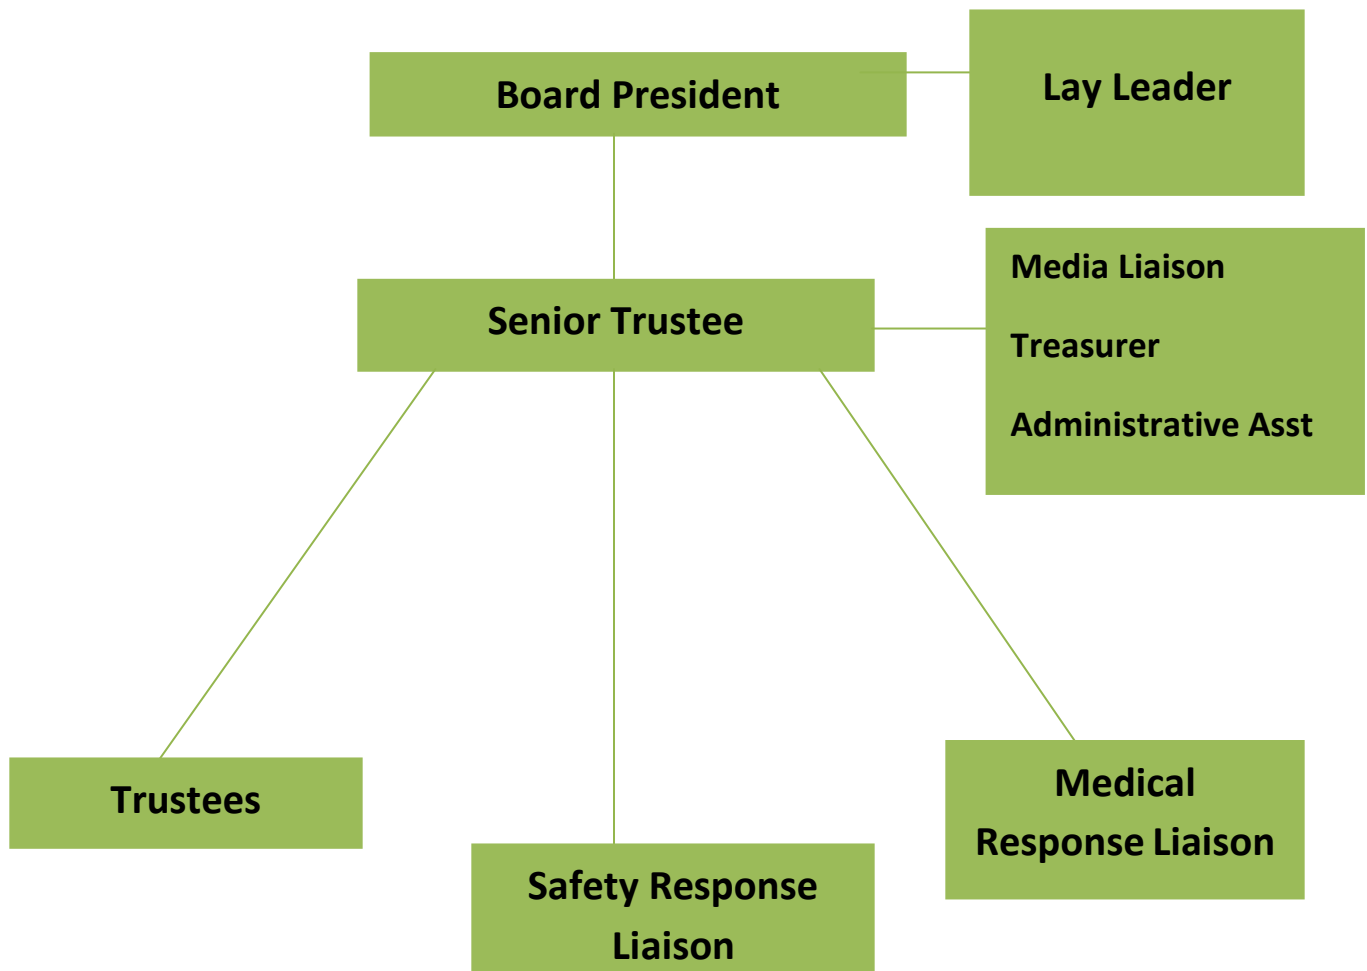 Board President
Lay Leader
Senior Trustee
Media Liaison
Treasurer
Administrative Asst
Trustees
Medical
Response Liaison
Safety Response
Liaison